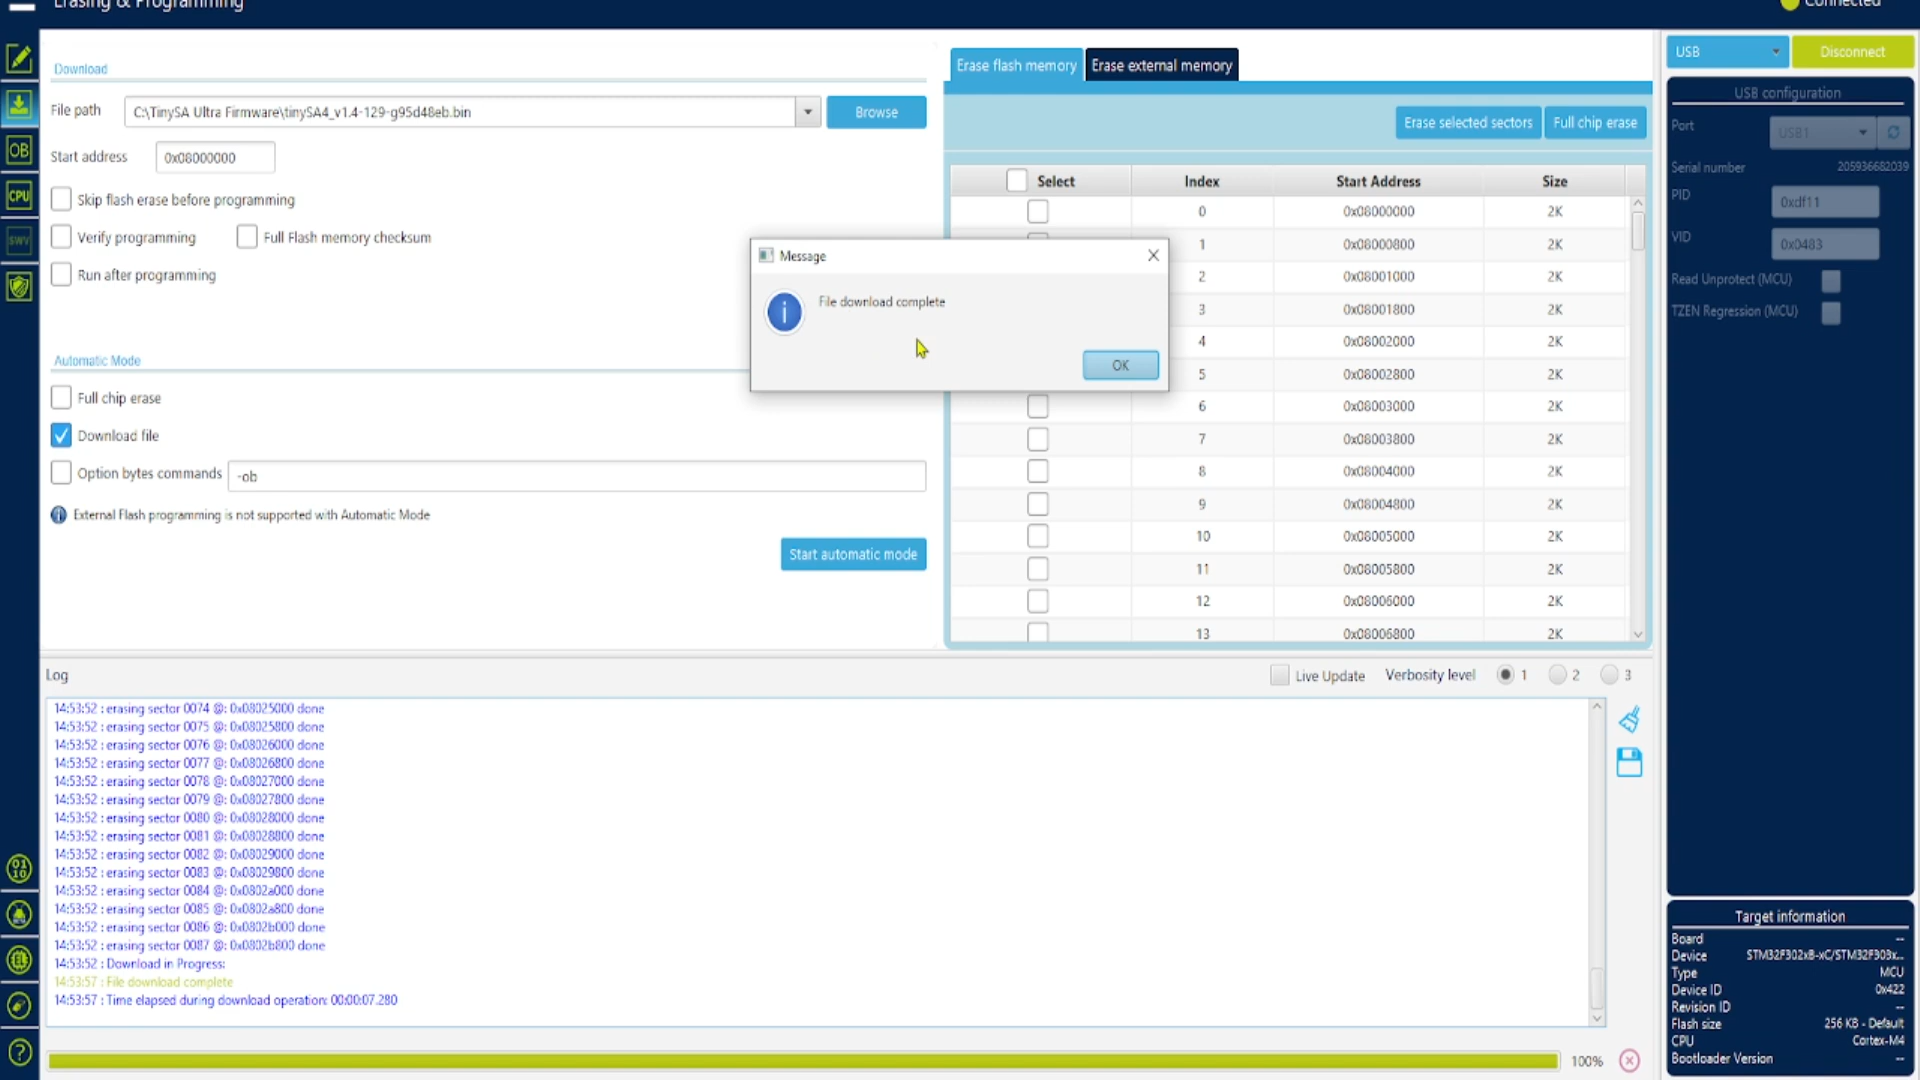 Erasing & Programming
Connected
Download
File path
C:\TinySA Ultra Firmware\tinySA4_v1.4-129-g95d48eb.bin
Browse
Start address
0x08000000
Skip flash erase before programming
Verify programming
Full Flash memory checksum
Run after programming
Automatic Mode
Full chip erase
Download file
Option bytes commands
-ob
External Flash programming is not supported with Automatic Mode
Start automatic mode
Erase flash memory
Erase external memory
Erase selected sectors
Full chip erase
Select Index Start Address Size
0 0x08000000 2K
1 0x08000800 2K
2 0x08001000 2K
3 0x08001800 2K
4 0x08002000 2K
5 0x08002800 2K
6 0x08003000 2K
7 0x08003800 2K
8 0x08004000 2K
9 0x08004800 2K
10 0x08005000 2K
11 0x08005800 2K
12 0x08006000 2K
13 0x08006800 2K
Message
File download complete
OK
USB
Disconnect
USB configuration
Port
USB1
Serial number 205936682039
PID
0xdf11
VID
0x0483
Read Unprotect (MCU)
TZEN Regression (MCU)
OB
CPU
SWV
Log
Live Update
Verbosity level
1
2
3
14:53:52 : erasing sector 0074 @: 0x08025000 done
14:53:52 : erasing sector 0075 @: 0x08025800 done
14:53:52 : erasing sector 0076 @: 0x08026000 done
14:53:52 : erasing sector 0077 @: 0x08026800 done
14:53:52 : erasing sector 0078 @: 0x08027000 done
14:53:52 : erasing sector 0079 @: 0x08027800 done
14:53:52 : erasing sector 0080 @: 0x08028000 done
14:53:52 : erasing sector 0081 @: 0x08028800 done
14:53:52 : erasing sector 0082 @: 0x08029000 done
14:53:52 : erasing sector 0083 @: 0x08029800 done
14:53:52 : erasing sector 0084 @: 0x0802a000 done
14:53:52 : erasing sector 0085 @: 0x0802a800 done
14:53:52 : erasing sector 0086 @: 0x0802b000 done
14:53:52 : erasing sector 0087 @: 0x0802b800 done
14:53:52 : Download in Progress:
14:53:57 : File download complete
14:53:57 : Time elapsed during download operation: 00:00:07.280
100%
Target information
Board --
Device STM32F302xB-xC/STM32F303x...
Type MCU
Device ID 0x422
Revision ID --
Flash size 256 KB - Default
CPU Cortex-M4
Bootloader Version --